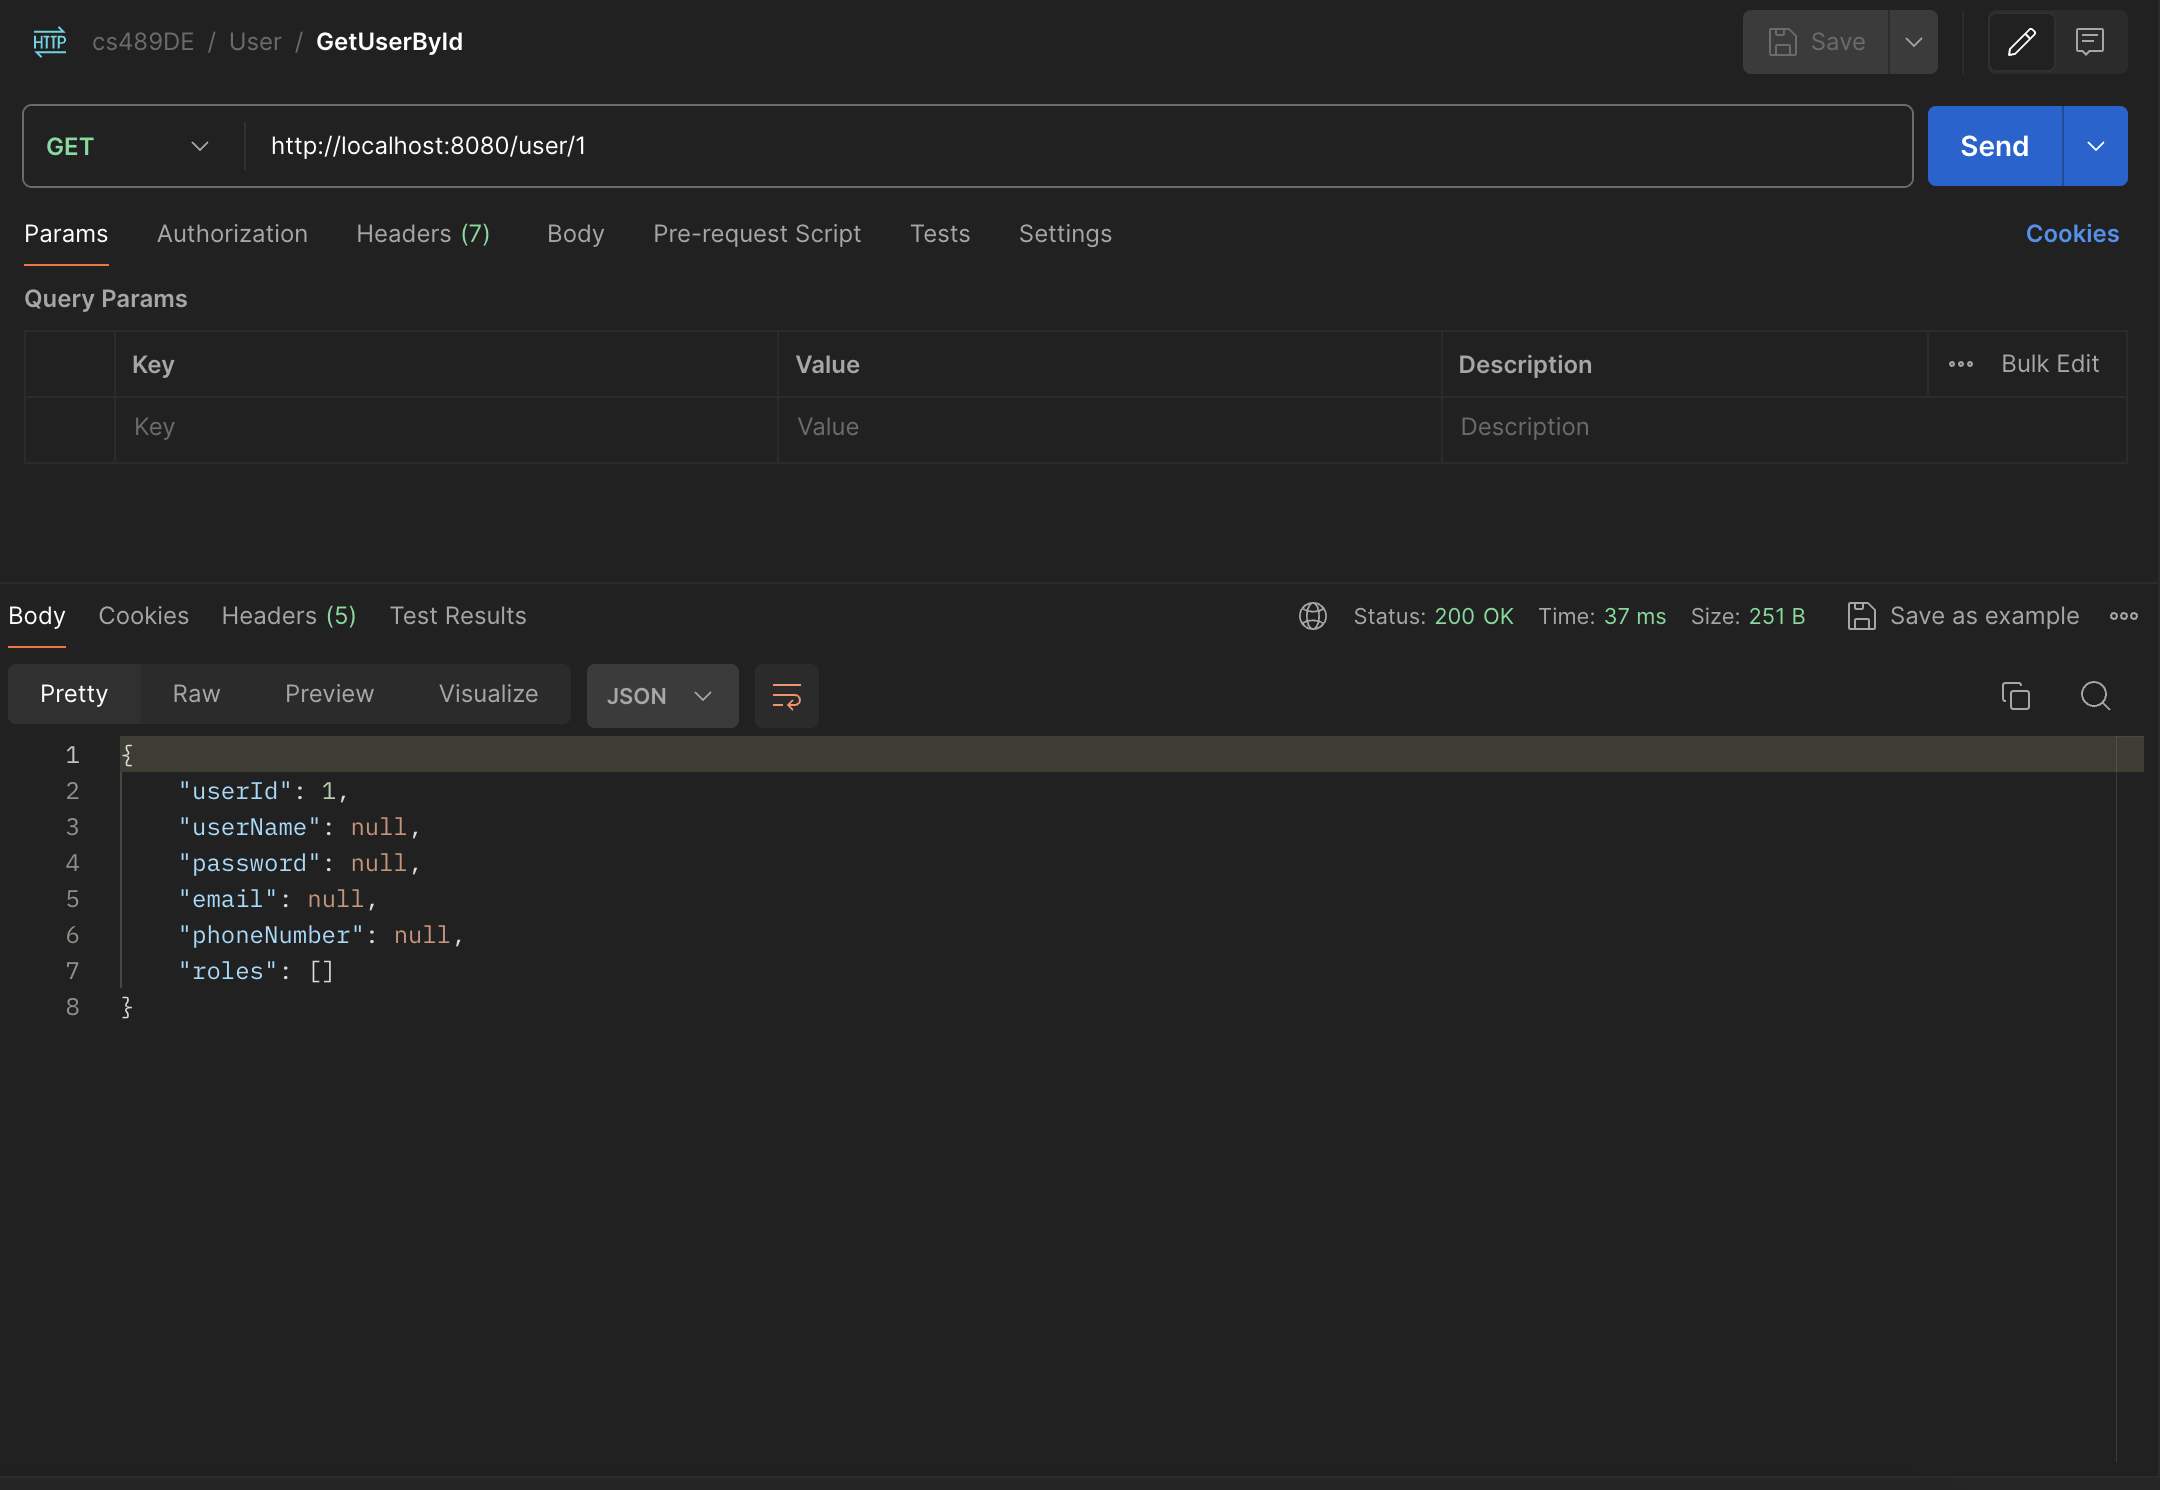 HTTP cs489DE / User / GetUserById Save
GET http://localhost:8080/user/1 Send
Params Authorization Headers (7) Body Pre-request Script Tests Settings Cookies
Query Params
Key Value Description Bulk Edit
Key Value Description
Body Cookies Headers (5) Test Results Status: 200 OK Time: 37 ms Size: 251 B Save as example
Pretty Raw Preview Visualize JSON
1 {
2 "userId": 1,
3 "userName": null,
4 "password": null,
5 "email": null,
6 "phoneNumber": null,
7 "roles": []
8 }